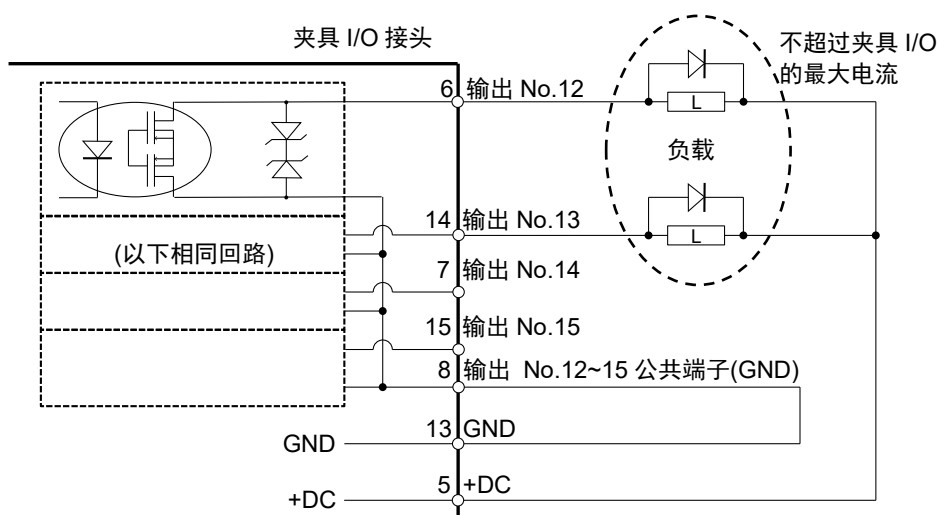 夹具 I/O 接头
不超过夹具 I/O
的最大电流
6 输出 No.12
L
负载
14 输出 No.13
L
(以下相同回路)
7 输出 No.14
15 输出 No.15
8 输出 No.12~15 公共端子(GND)
GND 13 GND
+DC 5 +DC